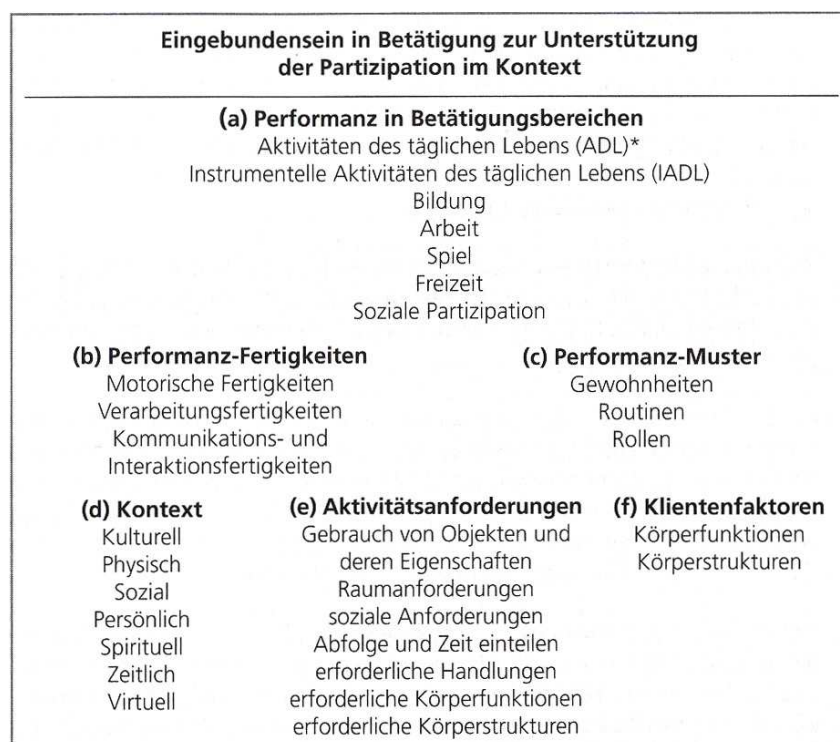 Eingebundensein in Betätigung zur Unterstützung
der Partizipation im Kontext
(a) Performanz in Betätigungsbereichen
Aktivitäten des täglichen Lebens (ADL)*
Instrumentelle Aktivitäten des täglichen Lebens (IADL)
Bildung
Arbeit
Spiel
Freizeit
Soziale Partizipation
(b) Performanz-Fertigkeiten
Motorische Fertigkeiten
Verarbeitungsfertigkeiten
Kommunikations- und
Interaktionsfertigkeiten
(c) Performanz-Muster
Gewohnheiten
Routinen
Rollen
(d) Kontext
Kulturell
Physisch
Sozial
Persönlich
Spirituell
Zeitlich
Virtuell
(e) Aktivitätsanforderungen
Gebrauch von Objekten und
deren Eigenschaften
Raumanforderungen
soziale Anforderungen
Abfolge und Zeit einteilen
erforderliche Handlungen
erforderliche Körperfunktionen
erforderliche Körperstrukturen
(f) Klientenfaktoren
Körperfunktionen
Körperstrukturen